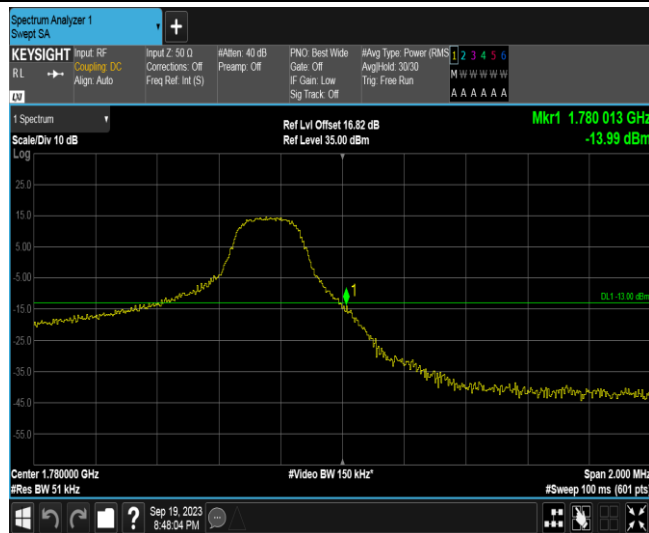 Spectrum Analyzer 1
Swept SA
+
KEYSIGHT
RL
LXI
Input: RF
Coupling: DC
Align: Auto
Input Z: 50 Ω
Corrections: Off
Freq Ref: Int (S)
#Atten: 40 dB
Preamp: Off
PNO: Best Wide
Gate: Off
IF Gain: Low
Sig Track: Off
#Avg Type: Power (RMS
Avg|Hold: 30/30
Trig: Free Run
1 2 3 4 5 6
M W W W W W
A A A A A A
1 Spectrum
Scale/Div 10 dB
Log
Ref Lvl Offset 16.82 dB
Ref Level 35.00 dBm
Mkr1 1.780 013 GHz
-13.99 dBm
25.0
15.0
5.00
-5.00
-15.0
-25.0
-35.0
-45.0
-55.0
1
DL1 -13.00 dBm
Center 1.780000 GHz
#Res BW 51 kHz
#Video BW 150 kHz*
Span 2.000 MHz
#Sweep 100 ms (601 pts)
?
Sep 19, 2023
8:48:04 PM